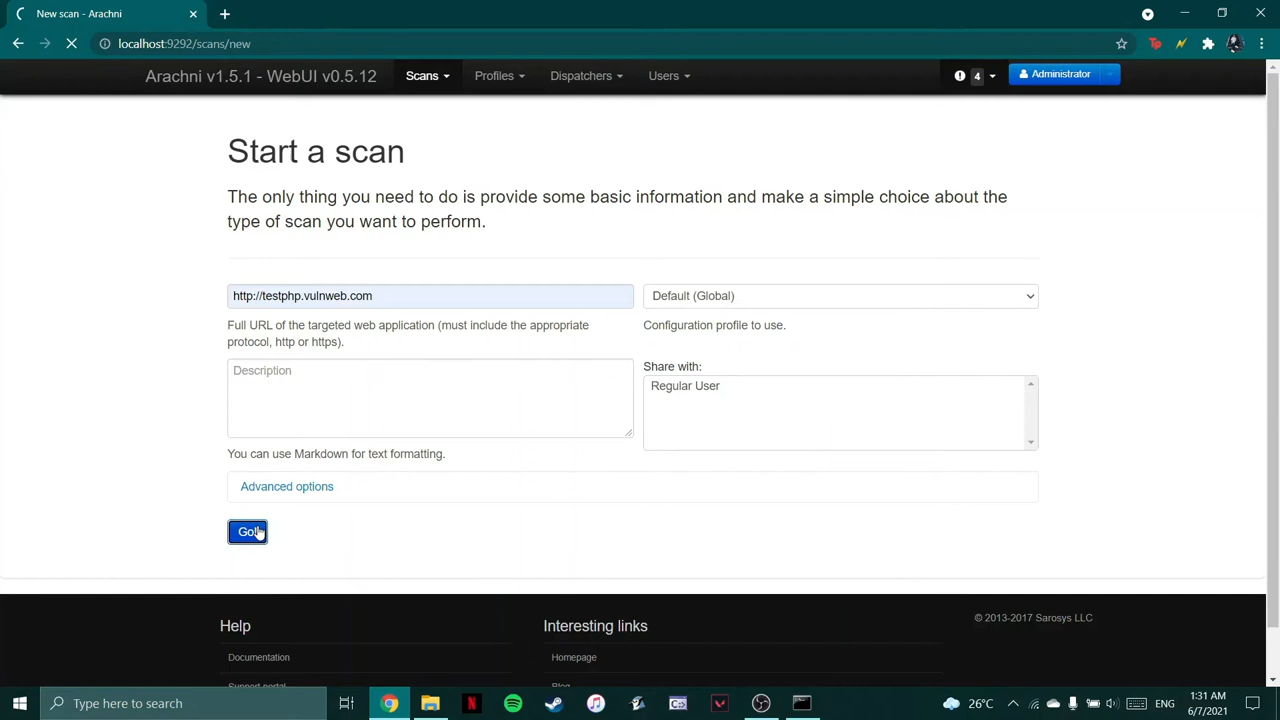 New scan - Arachni
localhost:9292/scans/new
Arachni v1.5.1 - WebUI v0.5.12
Scans
Profiles
Dispatchers
Users
4
Administrator
Start a scan
The only thing you need to do is provide some basic information and make a simple choice about the
type of scan you want to perform.
http://testphp.vulnweb.com
Default (Global)
Full URL of the targeted web application (must include the appropriate
protocol, http or https).
Configuration profile to use.
Description
Share with:
Regular User
You can use Markdown for text formatting.
Advanced options
Go!
Help
Interesting links
© 2013-2017 Sarosys LLC
Documentation
Homepage
Support portal
Blog
Type here to search
26°C
ENG
1:31 AM
6/7/2021